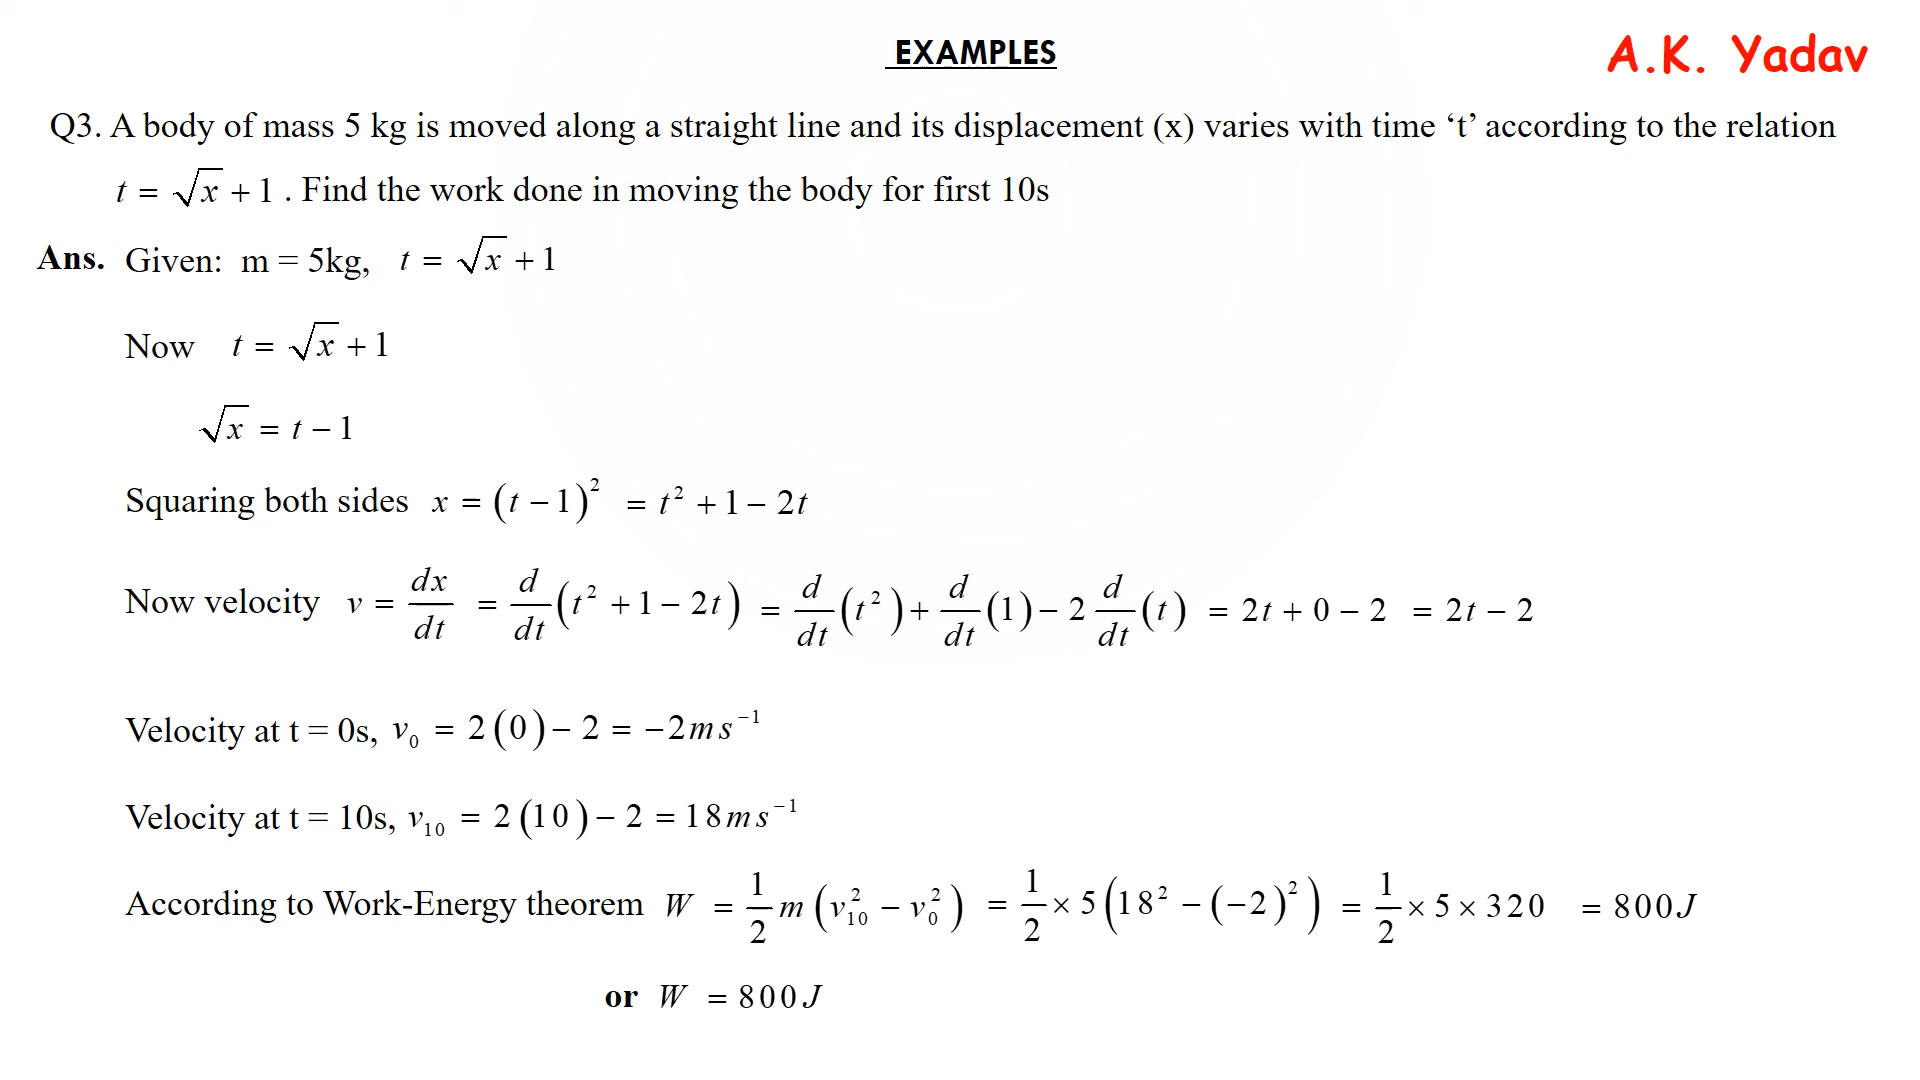 EXAMPLES
A.K. Yadav
Q3. A body of mass 5 kg is moved along a straight line and its displacement (x) varies with time ‘t’ according to the relation
t = √x + 1 . Find the work done in moving the body for first 10s
Ans. Given: m = 5kg, t = √x + 1
Now t = √x + 1
√x = t − 1
Squaring both sides x = (t − 1)² = t² + 1 − 2t
Now velocity v = dx/dt = d/dt (t² + 1 − 2t) = d/dt (t²) + d/dt (1) − 2 d/dt (t) = 2t + 0 − 2 = 2t − 2
Velocity at t = 0s, v₀ = 2(0) − 2 = −2ms⁻¹
Velocity at t = 10s, v₁₀ = 2(10) − 2 = 18ms⁻¹
According to Work-Energy theorem W = 1/2 m (v₁₀² − v₀²) = 1/2 × 5 (18² − (−2)²) = 1/2 × 5 × 320 = 800J
or W = 800J